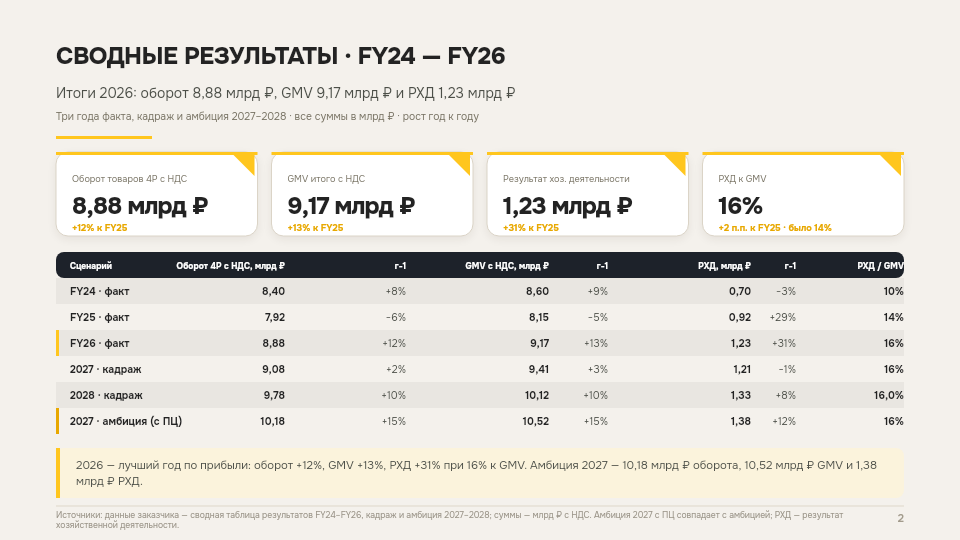 СВОДНЫЕ РЕЗУЛЬТАТЫ · FY24 — FY26
Итоги 2026: оборот 8,88 млрд ₽, GMV 9,17 млрд ₽ и РХД 1,23 млрд ₽
Три года факта, кадраж и амбиция 2027–2028 · все суммы в млрд ₽ · рост год к году
Оборот товаров 4Р с НДС
8,88 млрд ₽
+12% к FY25
GMV итого с НДС
9,17 млрд ₽
+13% к FY25
Результат хоз. деятельности
1,23 млрд ₽
+31% к FY25
РХД к GMV
16%
+2 п.п. к FY25 · было 14%
Сценарий Оборот 4Р с НДС, млрд ₽ г-1 GMV с НДС, млрд ₽ г-1 РХД, млрд ₽ г-1 РХД / GMV
FY24 · факт 8,40 +8% 8,60 +9% 0,70 −3% 10%
FY25 · факт 7,92 −6% 8,15 −5% 0,92 +29% 14%
FY26 · факт 8,88 +12% 9,17 +13% 1,23 +31% 16%
2027 · кадраж 9,08 +2% 9,41 +3% 1,21 −1% 16%
2028 · кадраж 9,78 +10% 10,12 +10% 1,33 +8% 16,0%
2027 · амбиция (с ПЦ) 10,18 +15% 10,52 +15% 1,38 +12% 16%
2026 — лучший год по прибыли: оборот +12%, GMV +13%, РХД +31% при 16% к GMV. Амбиция 2027 — 10,18 млрд ₽ оборота, 10,52 млрд ₽ GMV и 1,38
млрд ₽ РХД.
Источники: данные заказчика — сводная таблица результатов FY24–FY26, кадраж и амбиция 2027–2028; суммы — млрд ₽ с НДС. Амбиция 2027 с ПЦ совпадает с амбицией; РХД — результат
хозяйственной деятельности.
2